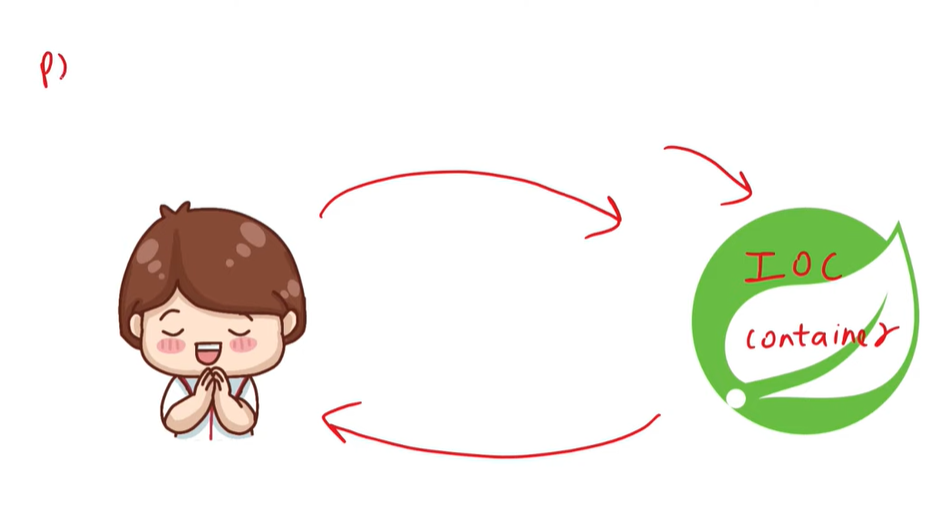 P)
IOC
container